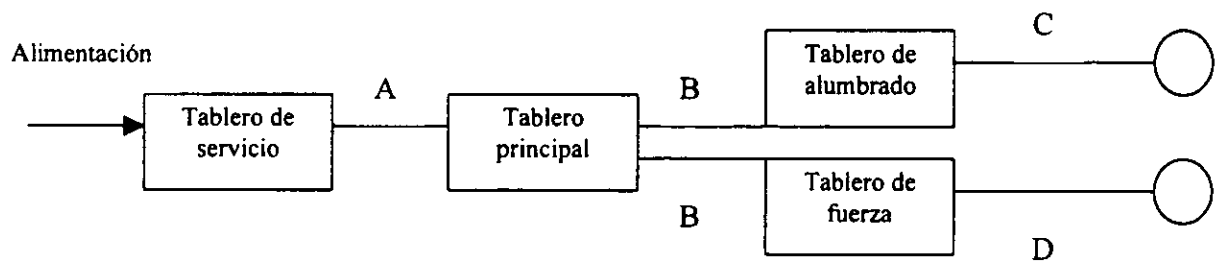 Alimentación
Tablero de
servicio
A
Tablero
principal
B
B
Tablero de
alumbrado
C
Tablero de
fuerza
D